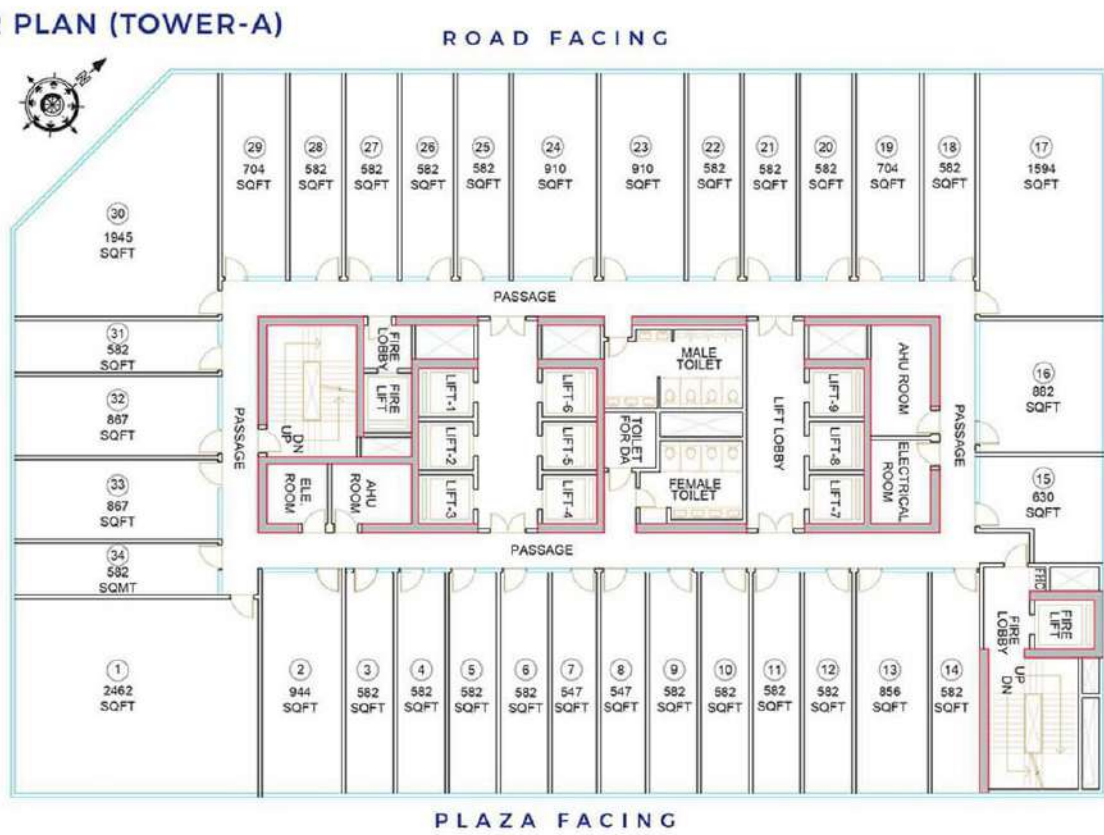 PLAN (TOWER-A)
ROAD FACING
N
29
704
SQFT
28
582
SQFT
27
582
SQFT
26
582
SQFT
25
582
SQFT
24
910
SQFT
23
910
SQFT
22
582
SQFT
21
582
SQFT
20
582
SQFT
19
704
SQFT
18
582
SQFT
17
1594
SQFT
30
1945
SQFT
PASSAGE
31
582
SQFT
32
867
SQFT
33
867
SQFT
34
582
SQMT
PASSAGE
DN
UP
FIRE
LOBBY
FIRE
LIFT
ELE.
ROOM
AHU
ROOM
LIFT-1
LIFT-2
LIFT-3
LIFT-6
LIFT-5
LIFT-4
MALE
TOILET
TOILET
FOR DA
FEMALE
TOILET
LIFT LOBBY
LIFT-9
LIFT-8
LIFT-7
AHU ROOM
ELECTRICAL
ROOM
PASSAGE
16
882
SQFT
15
630
SQFT
PASSAGE
1
2462
SQFT
2
944
SQFT
3
582
SQFT
4
582
SQFT
5
582
SQFT
6
582
SQFT
7
547
SQFT
8
547
SQFT
9
582
SQFT
10
582
SQFT
11
582
SQFT
12
582
SQFT
13
856
SQFT
14
582
SQFT
FHC
FIRE
LIFT
FIRE
LOBBY
UP
DN
PLAZA FACING